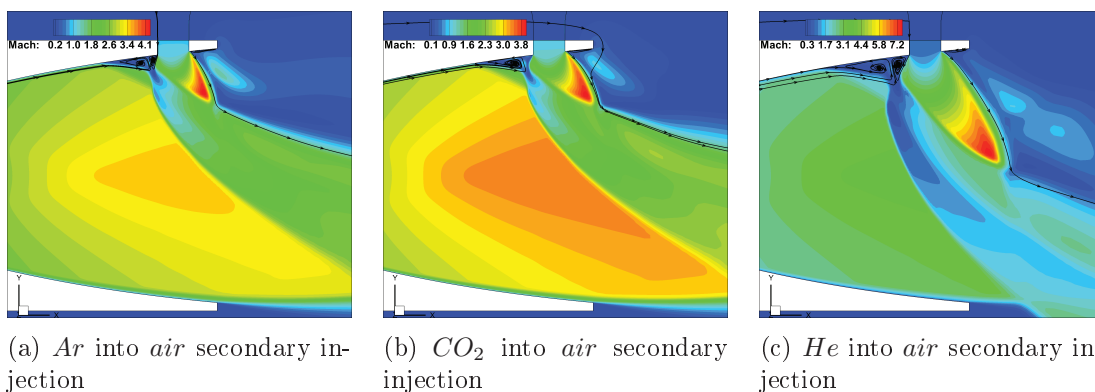 Mach: 0.2 1.0 1.8 2.6 3.4 4.1
Mach: 0.1 0.9 1.6 2.3 3.0 3.8
Mach: 0.3 1.7 3.1 4.4 5.8 7.2
Y
X
Y
X
Y
X
(a) Ar into air secondary in-
jection
(b) CO₂ into air secondary
injection
(c) He into air secondary in
jection